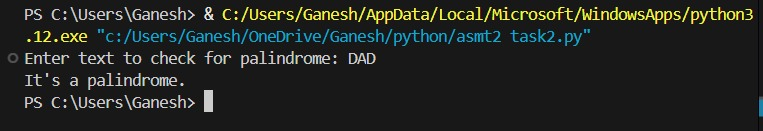 PS C:\Users\Ganesh> & C:/Users/Ganesh/AppData/Local/Microsoft/WindowsApps/python3
.12.exe "c:/Users/Ganesh/OneDrive/Ganesh/python/asmt2 task2.py"
Enter text to check for palindrome: DAD
It's a palindrome.
PS C:\Users\Ganesh>